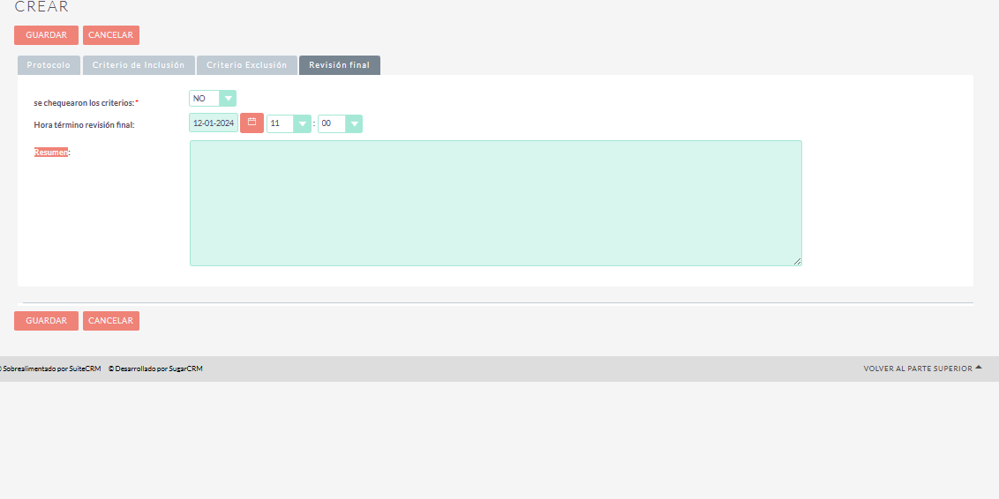 CREAR
GUARDAR CANCELAR
Protocolo Criterio de Inclusión Criterio Exclusión Revisión final
se chequearon los criterios:* NO
Hora término revisión final: 12-01-2024 11 : 00
Resumen:
GUARDAR CANCELAR
Sobrealimentado por SuiteCRM © Desarrollado por SugarCRM VOLVER AL PARTE SUPERIOR